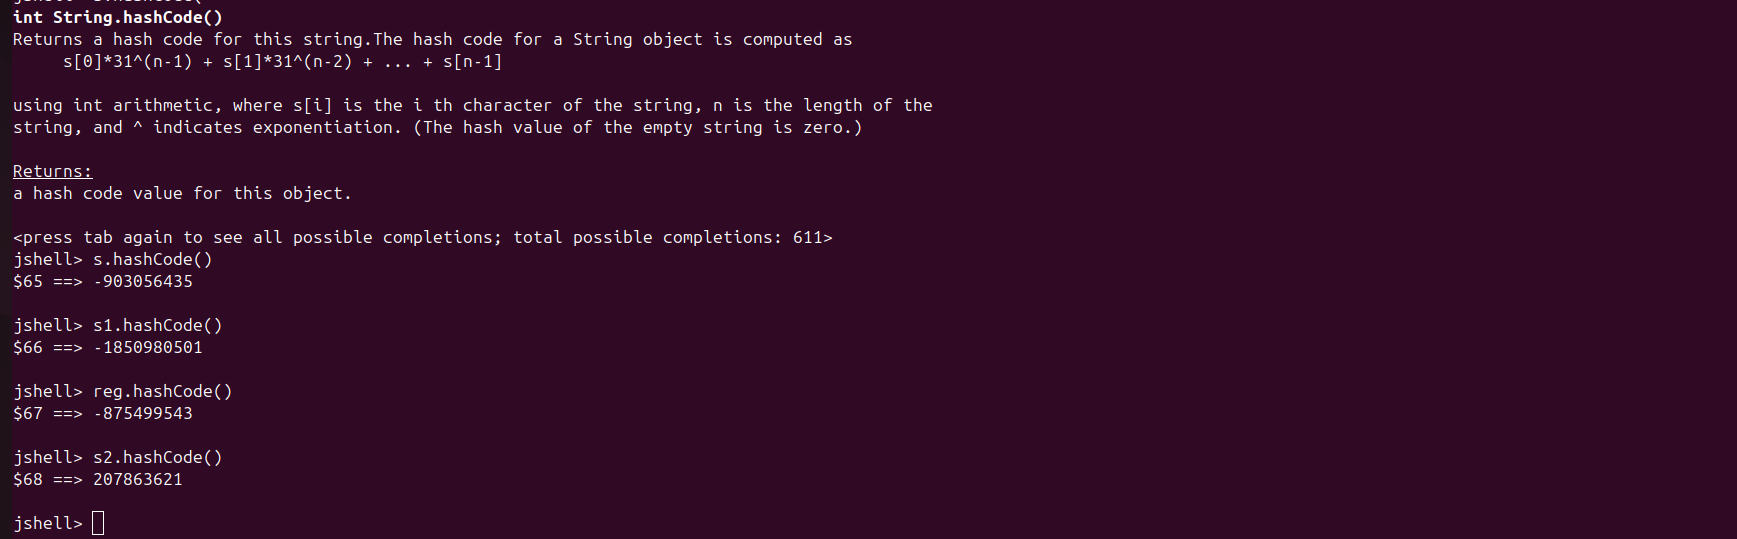 int String.hashCode()
Returns a hash code for this string.The hash code for a String object is computed as
s[0]*31^(n-1) + s[1]*31^(n-2) + ... + s[n-1]
using int arithmetic, where s[i] is the i th character of the string, n is the length of the
string, and ^ indicates exponentiation. (The hash value of the empty string is zero.)
Returns:
a hash code value for this object.
<press tab again to see all possible completions; total possible completions: 611>
jshell> s.hashCode()
$65 ==> -903056435
jshell> s1.hashCode()
$66 ==> -1850980501
jshell> reg.hashCode()
$67 ==> -875499543
jshell> s2.hashCode()
$68 ==> 207863621
jshell>